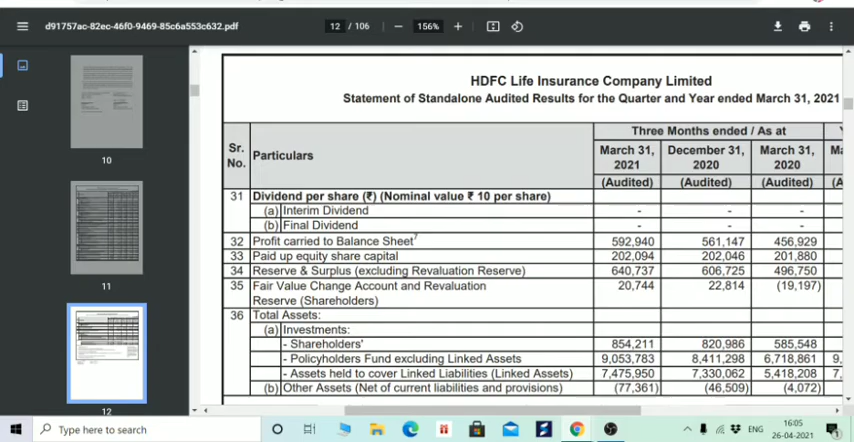 d91757ac-82ec-46f0-9469-85c6a553c632.pdf 12 / 106 156%
10
11
12
HDFC Life Insurance Company Limited
Statement of Standalone Audited Results for the Quarter and Year ended March 31, 2021
Sr. No. Particulars Three Months ended / As at
March 31, 2021 December 31, 2020 March 31, 2020
(Audited) (Audited) (Audited)
31 Dividend per share (₹) (Nominal value ₹ 10 per share)
(a) Interim Dividend - - -
(b) Final Dividend - - -
32 Profit carried to Balance Sheet7 592,940 561,147 456,929
33 Paid up equity share capital 202,094 202,046 201,880
34 Reserve & Surplus (excluding Revaluation Reserve) 640,737 606,725 496,750
35 Fair Value Change Account and Revaluation 20,744 22,814 (19,197)
Reserve (Shareholders)
36 Total Assets:
(a) Investments:
- Shareholders' 854,211 820,986 585,548
- Policyholders Fund excluding Linked Assets 9,053,783 8,411,298 6,718,861 9,
- Assets held to cover Linked Liabilities (Linked Assets) 7,475,950 7,330,062 5,418,208 7,
(b) Other Assets (Net of current liabilities and provisions) (77,361) (46,509) (4,072)
Type here to search ENG 16:05
26-04-2021